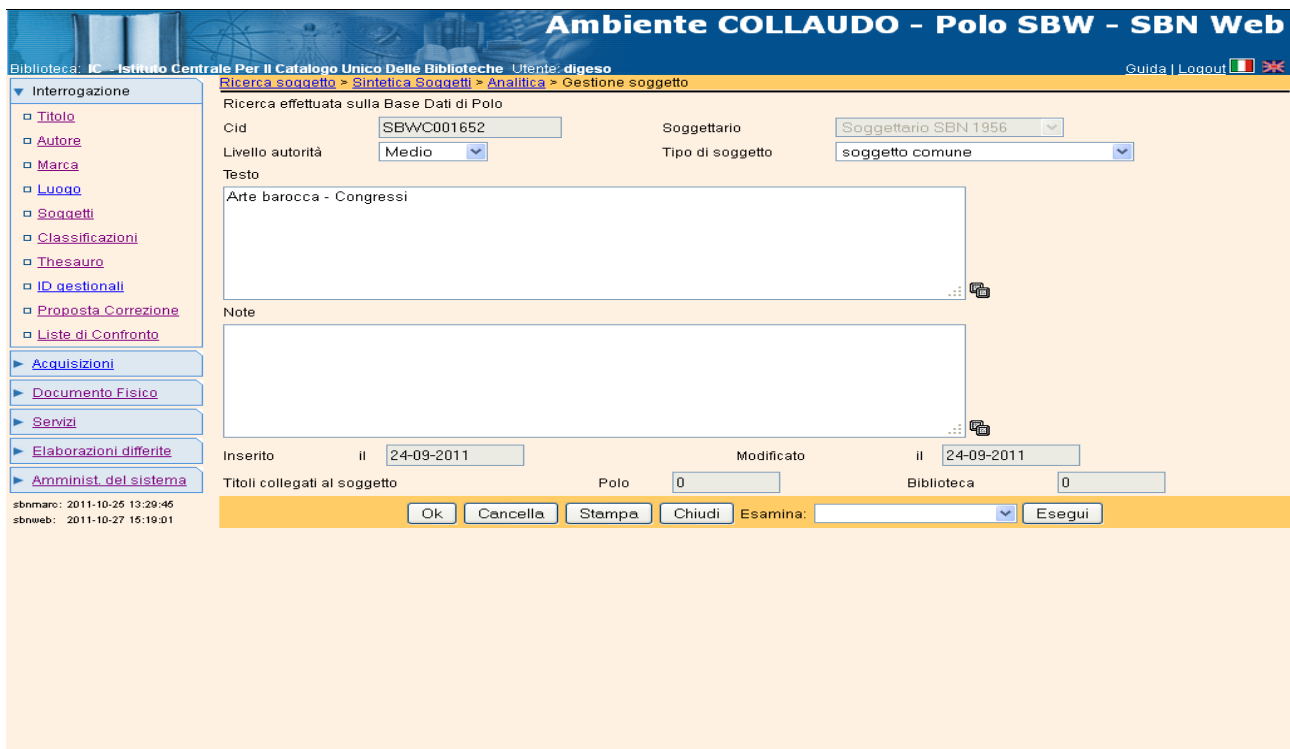 Ambiente COLLAUDO - Polo SBW - SBN Web
Biblioteca: IC - Istituto Centrale Per Il Catalogo Unico Delle Biblioteche Utente: digeso
Guida | Logout
Ricerca soggetto > Sintetica Soggetti > Analitica > Gestione soggetto
Interrogazione
Titolo
Autore
Marca
Luogo
Soggetti
Classificazioni
Thesauro
ID gestionali
Proposta Correzione
Liste di Confronto
Acquisizioni
Documento Fisico
Servizi
Elaborazioni differite
Amminist. del sistema
sbnmarc: 2011-10-25 13:29:45
sbnweb: 2011-10-27 15:19:01
Ricerca effettuata sulla Base Dati di Polo
Cid SBWC001652 Soggettario Soggettario SBN 1956
Livello autorità Medio Tipo di soggetto soggetto comune
Testo
Arte barocca - Congressi
Note
Inserito il 24-09-2011 Modificato il 24-09-2011
Titoli collegati al soggetto Polo 0 Biblioteca 0
Ok Cancella Stampa Chiudi Esamina: Esegui